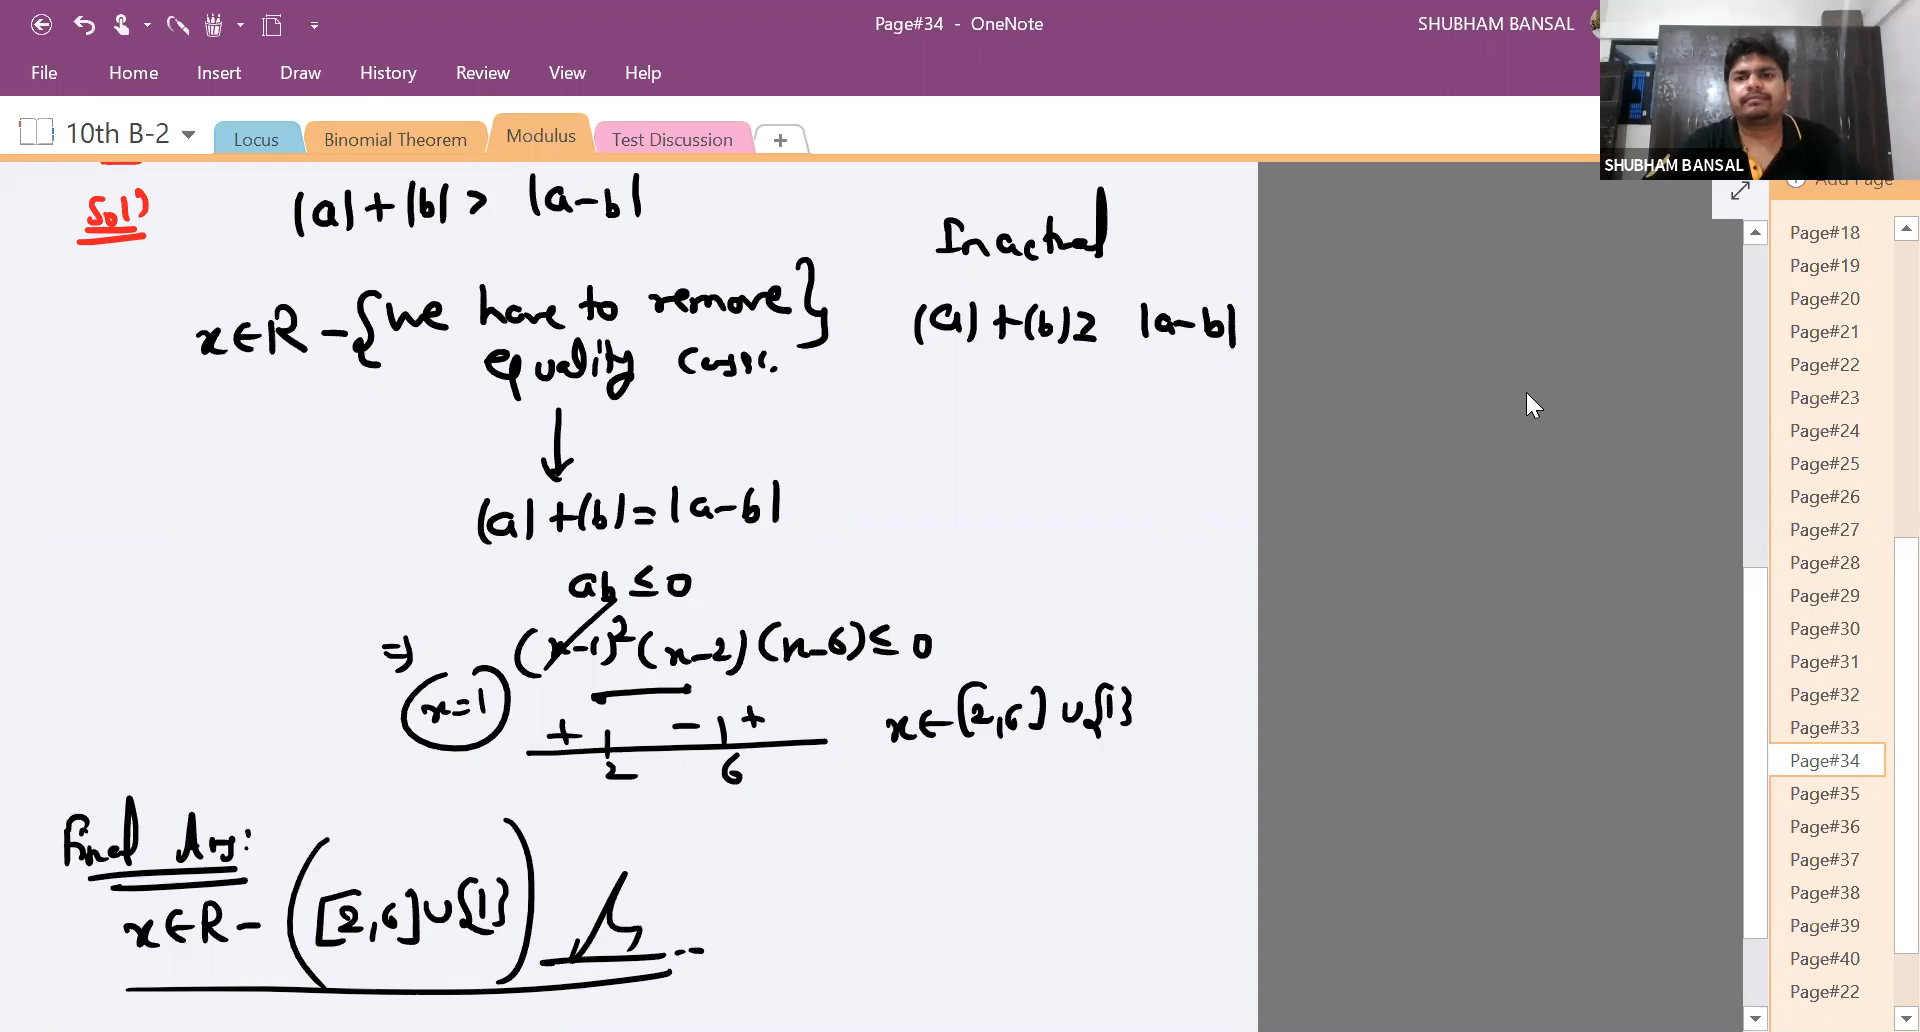 Page#34 - OneNote
SHUBHAM BANSAL
File Home Insert Draw History Review View Help
SHUBHAM BANSAL
10th B-2
Locus
Binomial Theorem
Modulus
Test Discussion
+
Add Page
Sol)
|a|+|b|> |a-b|
In actual
x∈R-{We have to remove
equality cases.}
|a|+|b|≥ |a-b|
|a|+|b|=|a-b|
ab ≤ 0
⇒ (x-1)²(x-2)(x-6)≤ 0
x=1
+ - +
2 6
x∈[2,6] ∪{1}
Final Ans:
x∈R-([2,6]∪{1})
Page#18
Page#19
Page#20
Page#21
Page#22
Page#23
Page#24
Page#25
Page#26
Page#27
Page#28
Page#29
Page#30
Page#31
Page#32
Page#33
Page#34
Page#35
Page#36
Page#37
Page#38
Page#39
Page#40
Page#22